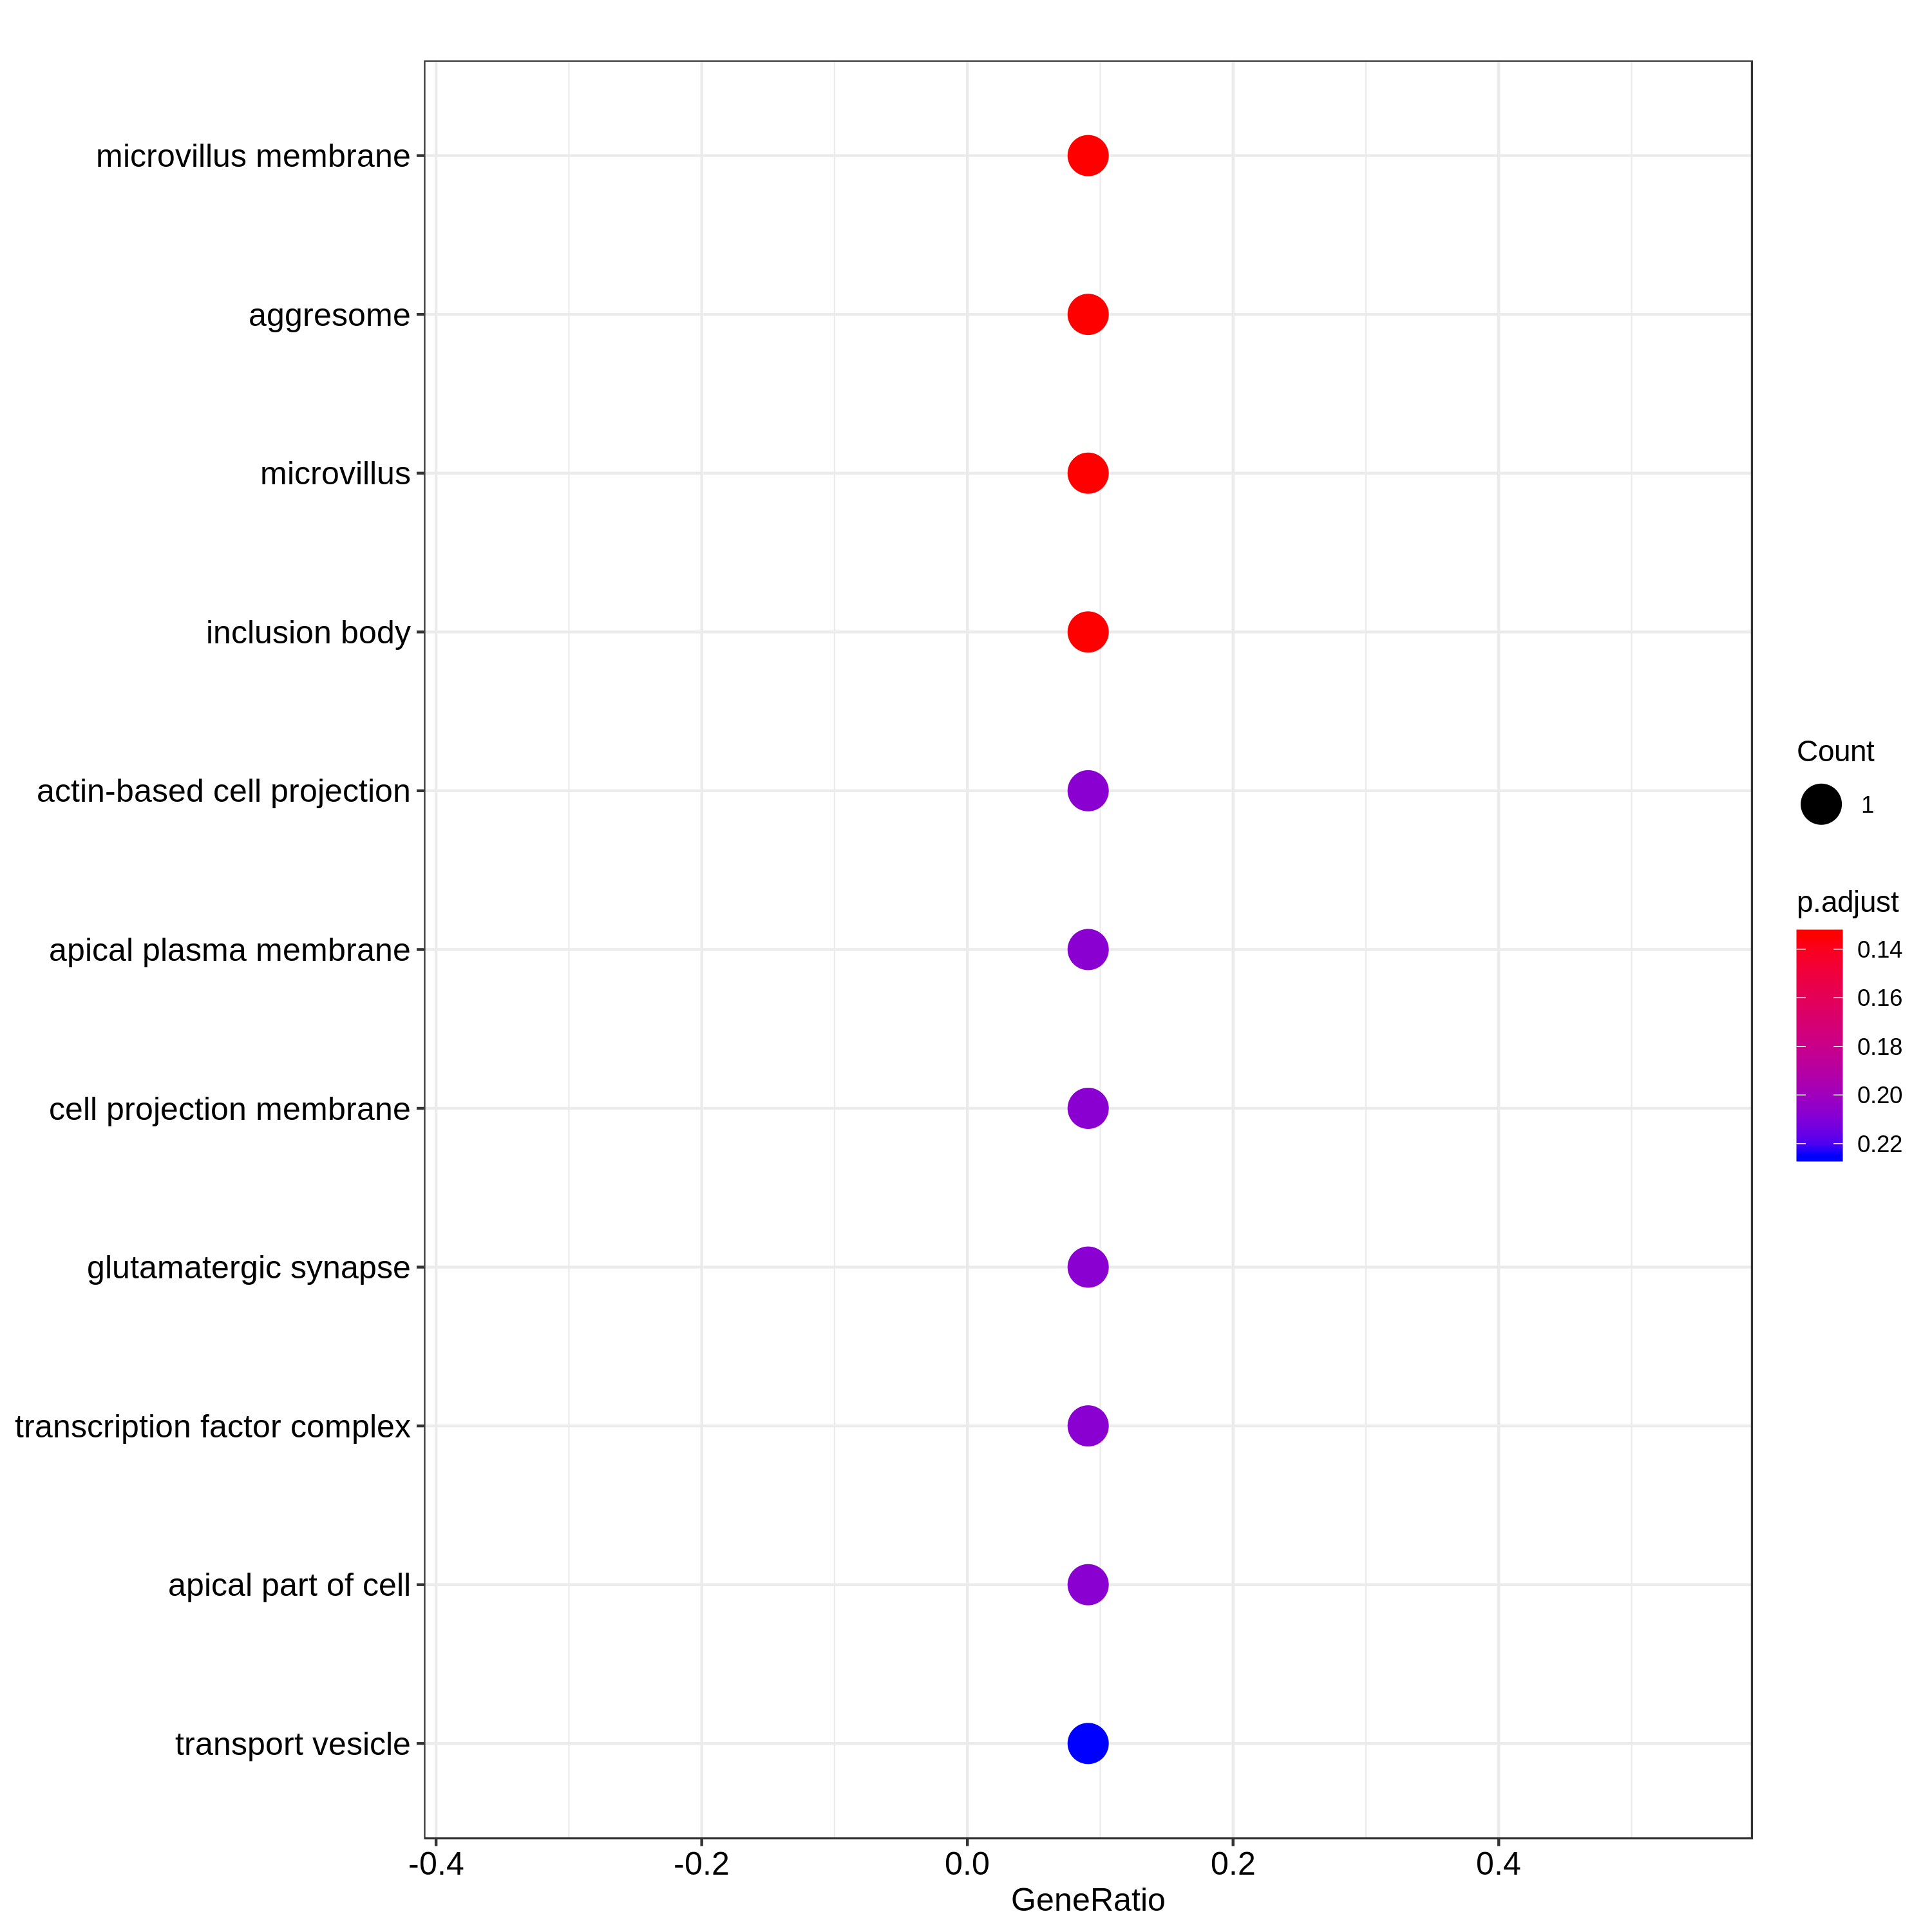 microvillus membrane
aggresome
microvillus
inclusion body
actin-based cell projection
apical plasma membrane
cell projection membrane
glutamatergic synapse
transcription factor complex
apical part of cell
transport vesicle
-0.4 -0.2 0.0 0.2 0.4
GeneRatio
Count
1
p.adjust
0.14
0.16
0.18
0.20
0.22